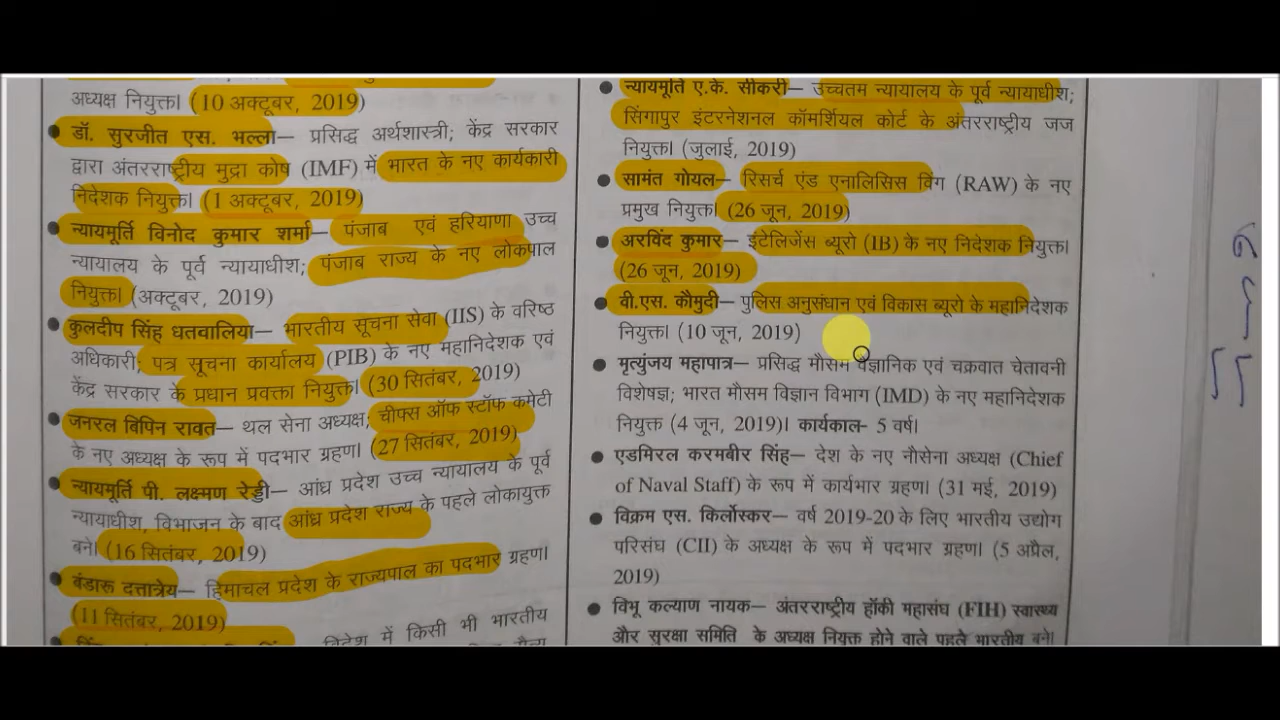 अध्यक्ष नियुक्त। (10 अक्टूबर, 2019)
● डॉ. सुरजीत एस. भल्ला– प्रसिद्ध अर्थशास्त्री; केंद्र सरकार
द्वारा अंतरराष्ट्रीय मुद्रा कोष (IMF) में भारत के नए कार्यकारी
निदेशक नियुक्त। (1 अक्टूबर, 2019)
● न्यायमूर्ति विनोद कुमार शर्मा– पंजाब एवं हरियाणा उच्च
न्यायालय के पूर्व न्यायाधीश; पंजाब राज्य के नए लोकपाल
नियुक्त। (अक्टूबर, 2019)
● कुलदीप सिंह धतवालिया– भारतीय सूचना सेवा (IIS) के वरिष्ठ
अधिकारी; पत्र सूचना कार्यालय (PIB) के नए महानिदेशक एवं
केंद्र सरकार के प्रधान प्रवक्ता नियुक्त। (30 सितंबर, 2019)
● जनरल बिपिन रावत– थल सेना अध्यक्ष; चीफ्स ऑफ स्टॉफ कमेटी
के नए अध्यक्ष के रूप में पदभार ग्रहण। (27 सितंबर, 2019)
● न्यायमूर्ति पी. लक्ष्मण रेड्डी– आंध्र प्रदेश उच्च न्यायालय के पूर्व
न्यायाधीश, विभाजन के बाद आंध्र प्रदेश राज्य के पहले लोकायुक्त
बने। (16 सितंबर, 2019)
● बंडारू दत्तात्रेय– हिमाचल प्रदेश के राज्यपाल का पदभार ग्रहण।
(11 सितंबर, 2019)
विदेश में किसी भी भारतीय
● न्यायमूर्ति ए.के. सीकरी– उच्चतम न्यायालय के पूर्व न्यायाधीश;
सिंगापुर इंटरनेशनल कॉमर्शियल कोर्ट के अंतरराष्ट्रीय जज
नियुक्त। (जुलाई, 2019)
● सामंत गोयल– रिसर्च एंड एनालिसिस विंग (RAW) के नए
प्रमुख नियुक्त। (26 जून, 2019)
● अरविंद कुमार– इंटेलिजेंस ब्यूरो (IB) के नए निदेशक नियुक्त।
(26 जून, 2019)
● वी.एस. कौमुदी– पुलिस अनुसंधान एवं विकास ब्यूरो के महानिदेशक
नियुक्त। (10 जून, 2019)
● मृत्युंजय महापात्र– प्रसिद्ध मौसम वैज्ञानिक एवं चक्रवात चेतावनी
विशेषज्ञ; भारत मौसम विज्ञान विभाग (IMD) के नए महानिदेशक
नियुक्त (4 जून, 2019)। कार्यकाल- 5 वर्ष।
● एडमिरल करमबीर सिंह– देश के नए नौसेना अध्यक्ष (Chief
of Naval Staff) के रूप में कार्यभार ग्रहण। (31 मई, 2019)
● विक्रम एस. किर्लोस्कर– वर्ष 2019-20 के लिए भारतीय उद्योग
परिसंघ (CII) के अध्यक्ष के रूप में पदभार ग्रहण। (5 अप्रैल,
2019)
● विभू कल्याण नायक– अंतरराष्ट्रीय हॉकी महासंघ (FIH) स्वास्थ्य
और सुरक्षा समिति के अध्यक्ष नियुक्त होने वाले पहले भारतीय बने।